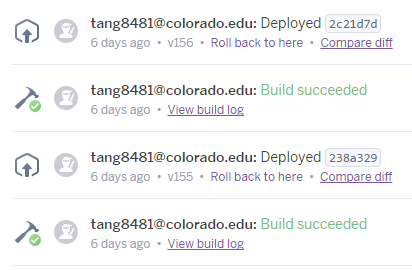 tang8481@colorado.edu: Deployed 2c21d7d
6 days ago • v156 • Roll back to here • Compare diff
tang8481@colorado.edu: Build succeeded
6 days ago • View build log
tang8481@colorado.edu: Deployed 238a329
6 days ago • v155 • Roll back to here • Compare diff
tang8481@colorado.edu: Build succeeded
6 days ago • View build log